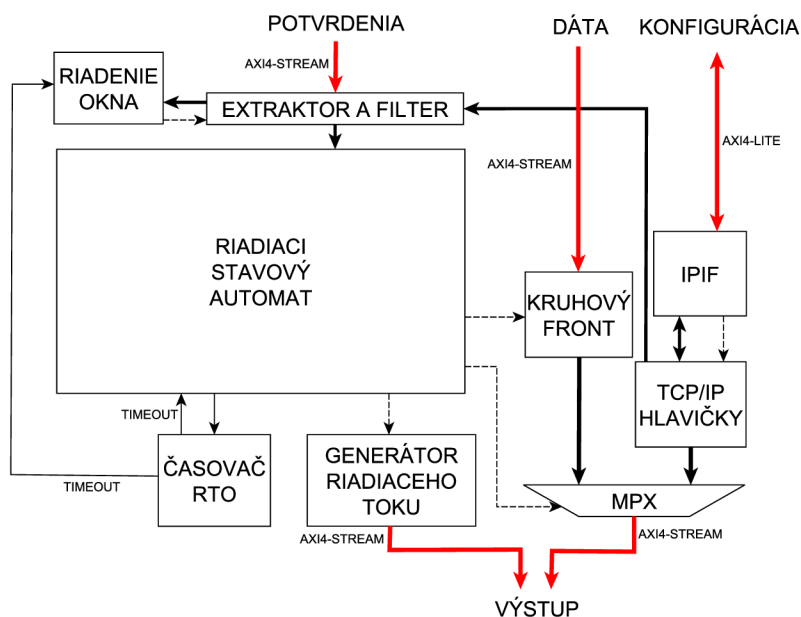 POTVRDENIA
DÁTA
KONFIGURÁCIA
AXI4-STREAM
RIADENIE
OKNA
EXTRAKTOR A FILTER
AXI4-STREAM
AXI4-LITE
RIADIACI
STAVOVÝ
AUTOMAT
IPIF
KRUHOVÝ
FRONT
TCP/IP
HLAVIČKY
TIMEOUT
ČASOVAČ
RTO
TIMEOUT
GENERÁTOR
RIADIACEHO
TOKU
MPX
AXI4-STREAM
AXI4-STREAM
VÝSTUP